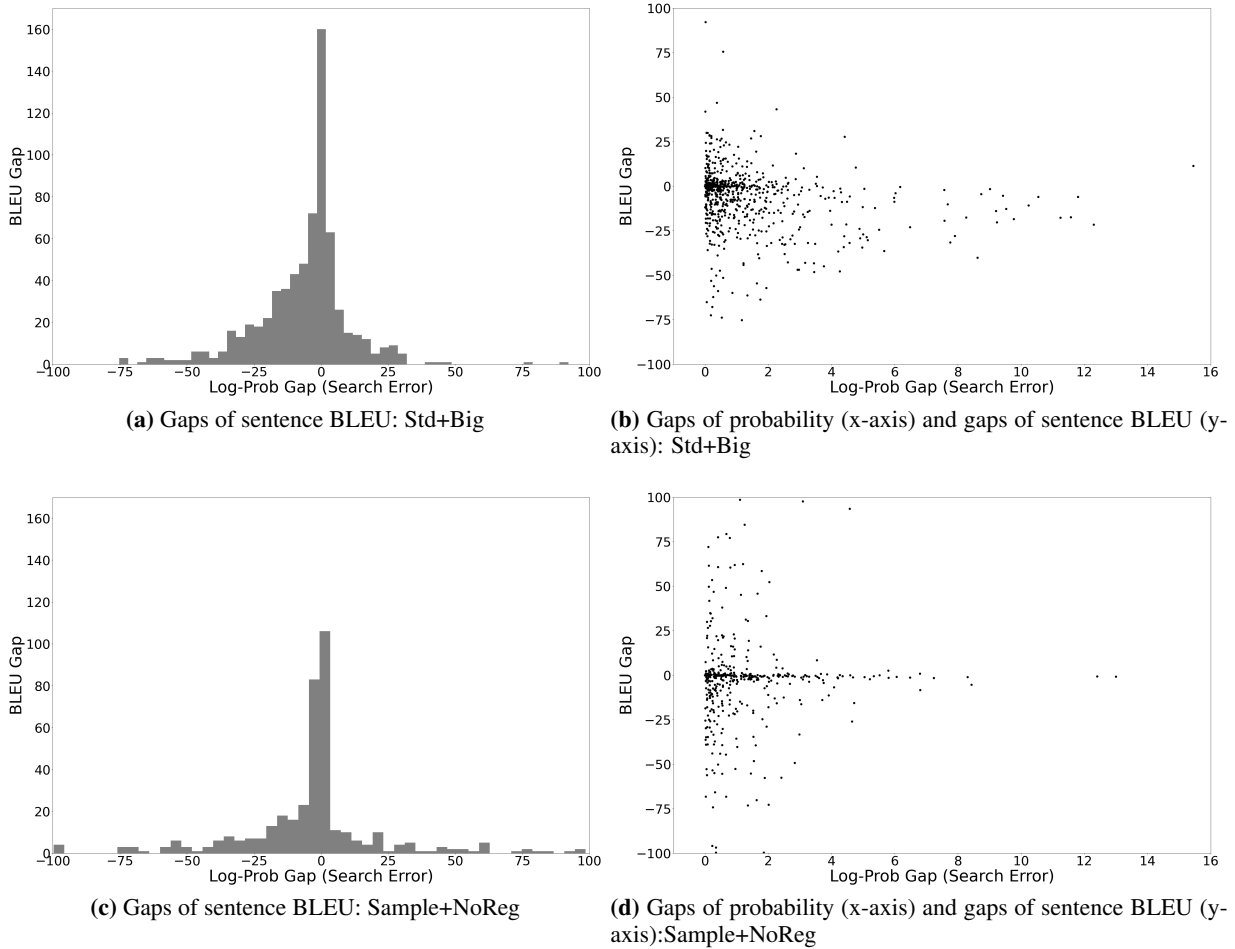 160
140
120
100
80
60
40
20
0
BLEU Gap
−100 −75 −50 −25 0 25 50 75 100
Log-Prob Gap (Search Error)
(a) Gaps of sentence BLEU: Std+Big
100
75
50
25
0
−25
−50
−75
−100
BLEU Gap
0 2 4 6 8 10 12 14 16
Log-Prob Gap (Search Error)
(b) Gaps of probability (x-axis) and gaps of sentence BLEU (y-
axis): Std+Big
160
140
120
100
80
60
40
20
0
BLEU Gap
−100 −75 −50 −25 0 25 50 75 100
Log-Prob Gap (Search Error)
(c) Gaps of sentence BLEU: Sample+NoReg
100
75
50
25
0
−25
−50
−75
−100
BLEU Gap
0 2 4 6 8 10 12 14 16
Log-Prob Gap (Search Error)
(d) Gaps of probability (x-axis) and gaps of sentence BLEU (y-
axis):Sample+NoReg